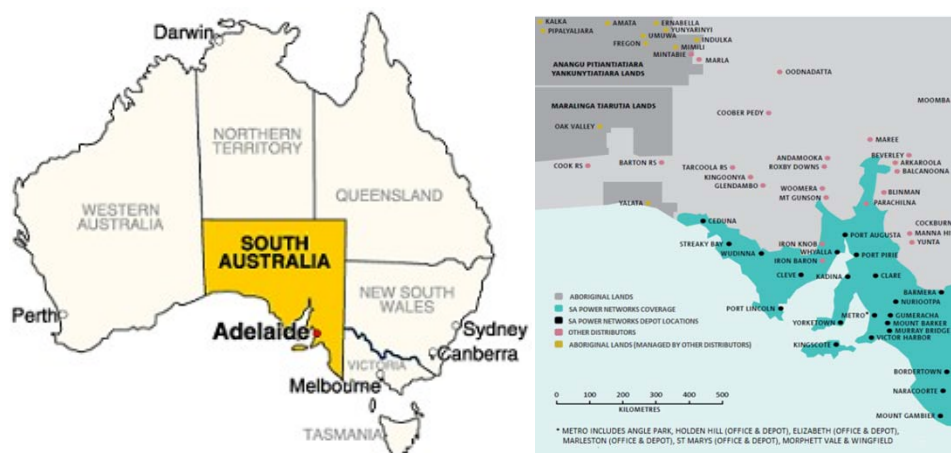 Darwin
NORTHERN
TERRITORY
WESTERN
AUSTRALIA
QUEENSLAND
SOUTH
AUSTRALIA
NEW SOUTH
WALES
Perth
Adelaide
Sydney
Canberra
VICTORIA
Melbourne
TASMANIA
KALKA
AMATA
ERNABELLA
PIPALYALIARA
YUNYARINYI
UMUWA
FREGON
INDULKA
MIMILI
MINTABIE
MARLA
ANANGU PITJANTJATJARA
YANKUNYTJATJARA LANDS
OODNADATTA
MARALINGA TJARUTJA LANDS
MOOMBA
COOBER PEDY
OAK VALLEY
MAREE
COOK RS
BARTON RS
TARCOOLA RS
ANDAMOOKA
ROXBY DOWNS
BEVERLEY
ARKAROOLA
BALCANOONA
KINGOONYA
GLENDAMBO
WOOMERA
MT GUNSON
BLINMAN
PARACHILNA
YALATA
CEDUNA
COCKBURN
PORT AUGUSTA
MANNA HI
YUNTA
STREAKY BAY
IRON KNOB
WHYALLA
WUDINNA
IRON BARON
PORT PIRIE
CLEVE
KADINA
CLARE
BARMERA
NURIOOTPA
PORT LINCOLN
METRO*
GUMERACHA
YORKETOWN
MOUNT BARKER
MURRAY BRIDGE
VICTOR HARBOR
KINGSCOTE
BORDERTOWN
NARACOORTE
MOUNT GAMBIER
ABORIGINAL LANDS
SA POWER NETWORKS COVERAGE
SA POWER NETWORKS DEPOT LOCATIONS
OTHER DISTRIBUTORS
ABORIGINAL LANDS (MANAGED BY OTHER DISTRIBUTORS)
0 100 200 300 400 500
KILOMETRES
* METRO INCLUDES ANGLE PARK, HOLDEN HILL (OFFICE & DEPOT), ELIZABETH (OFFICE & DEPOT),
MARLESTON (OFFICE & DEPOT), ST MARYS (OFFICE & DEPOT), MORPHETT VALE & WINGFIELD